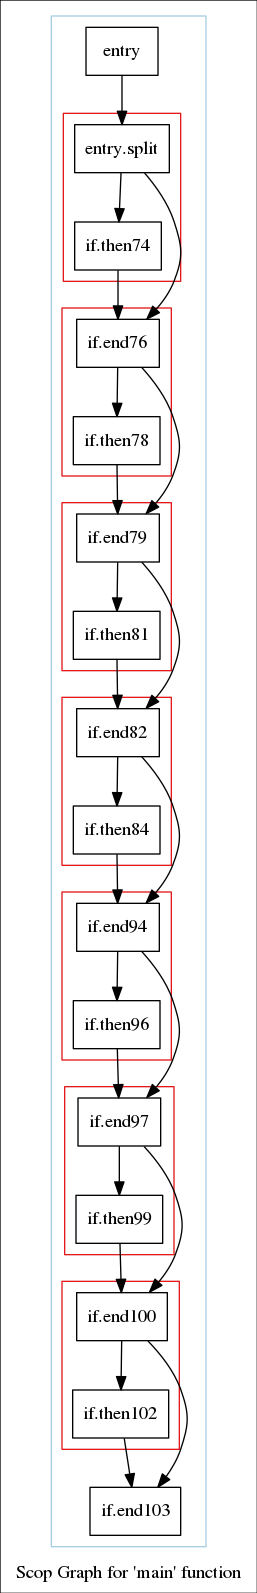 entry
entry.split
if.then74
if.end76
if.then78
if.end79
if.then81
if.end82
if.then84
if.end94
if.then96
if.end97
if.then99
if.end100
if.then102
if.end103
Scop Graph for 'main' function